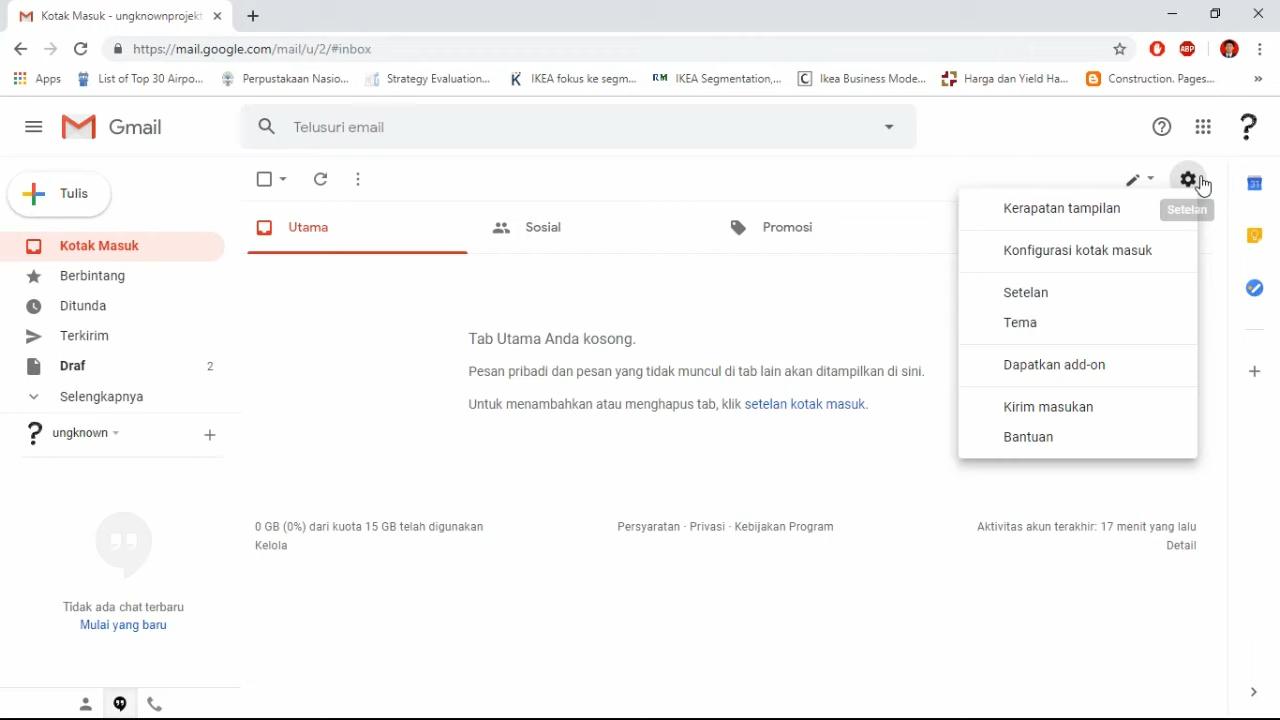 Kotak Masuk - ungknownprojekt
https://mail.google.com/mail/u/2/#inbox
ABP
Apps
List of Top 30 Airpo...
Perpustakaan Nasio...
Strategy Evaluation...
K IKEA fokus ke segm...
RM IKEA Segmentation,...
C Ikea Business Mode...
Harga dan Yield Ha...
Construction. Pages...
»
Gmail
Telusuri email
Tulis
Setelan
Kotak Masuk
Berbintang
Ditunda
Terkirim
Draf 2
Selengkapnya
ungknown
Utama
Sosial
Promosi
Kerapatan tampilan
Konfigurasi kotak masuk
Setelan
Tema
Dapatkan add-on
Kirim masukan
Bantuan
31
Tab Utama Anda kosong.
Pesan pribadi dan pesan yang tidak muncul di tab lain akan ditampilkan di sini.
Untuk menambahkan atau menghapus tab, klik setelan kotak masuk.
0 GB (0%) dari kuota 15 GB telah digunakan
Kelola
Persyaratan · Privasi · Kebijakan Program
Aktivitas akun terakhir: 17 menit yang lalu
Detail
Tidak ada chat terbaru
Mulai yang baru